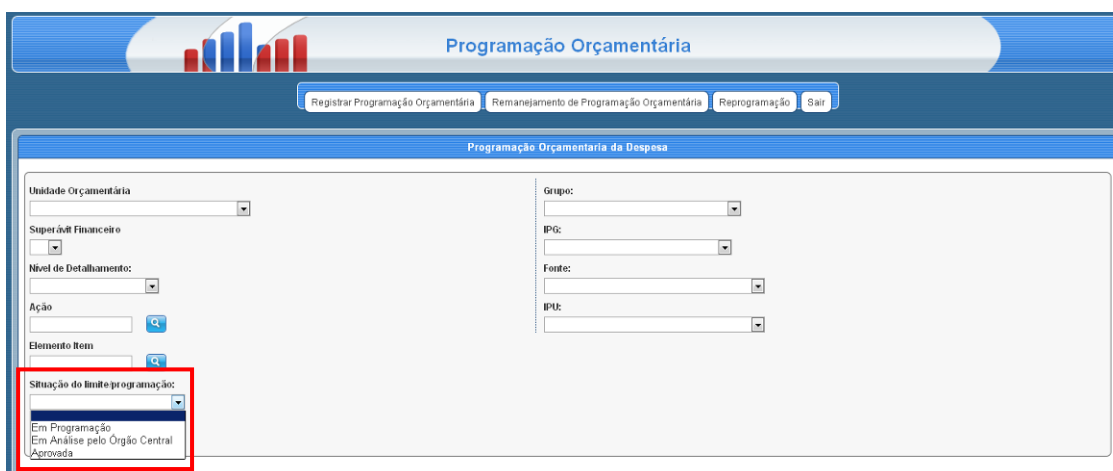 Programação Orçamentária
Registrar Programação Orçamentária Remanejamento de Programação Orçamentária Reprogramação Sair
Programação Orçamentaria da Despesa
Unidade Orçamentária
Superávit Financeiro
Nível de Detalhamento:
Ação
Elemento Item
Situação do limite/programação:
Em Programação
Em Análise pelo Órgão Central
Aprovada
Grupo:
IPG:
Fonte:
IPU: